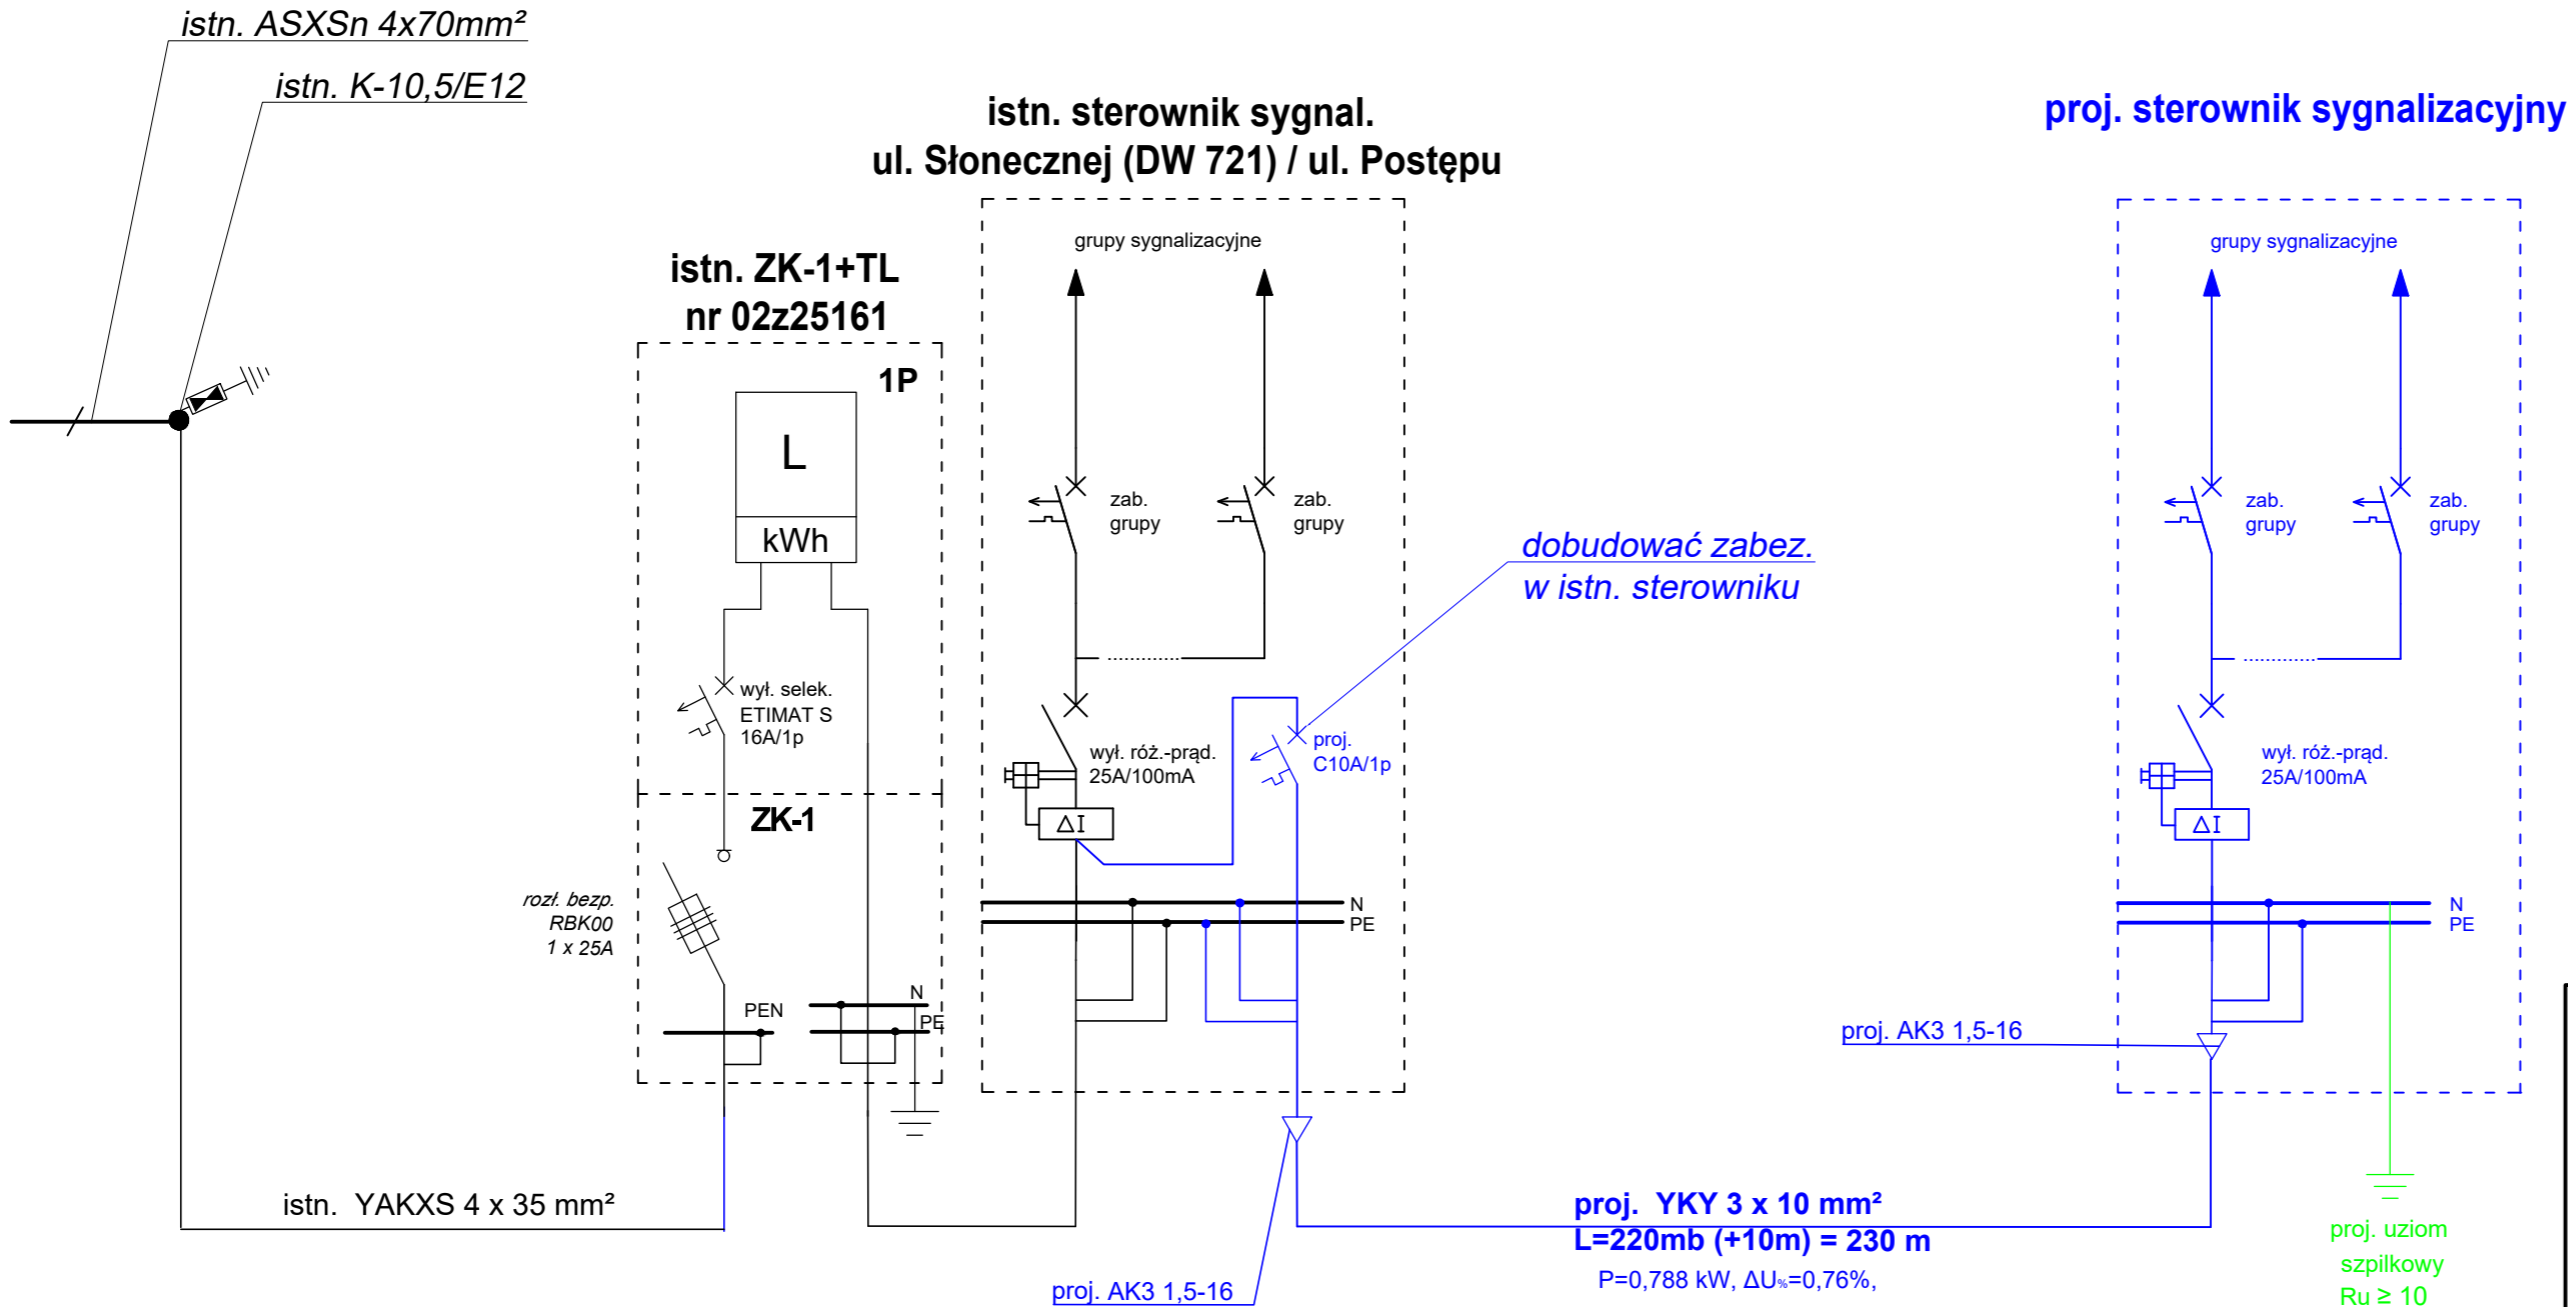 istn. ASXSn 4x70mm²
istn. K-10,5/E12
istn. sterownik sygnal.
ul. Słonecznej (DW 721) / ul. Postępu
proj. sterownik sygnalizacyjny
istn. ZK-1+TL
nr 02z25161
1P
L
kWh
wył. selek.
ETIMAT S
16A/1p
ZK-1
rozł. bezp.
RBK00
1 x 25A
PEN
N
PE
istn. YAKXS 4 x 35 mm²
grupy sygnalizacyjne
zab.
grupy
zab.
grupy
wył. róż.-prąd.
25A/100mA
ΔI
proj.
C10A/1p
N
PE
dobudować zabez.
w istn. sterowniku
proj. AK3 1,5-16
proj. YKY 3 x 10 mm²
L=220mb (+10m) = 230 m
P=0,788 kW, ΔU%=0,76%,
grupy sygnalizacyjne
zab.
grupy
zab.
grupy
wył. róż.-prąd.
25A/100mA
ΔI
N
PE
proj. AK3 1,5-16
proj. uziom
szpilkowy
Ru ≥ 10